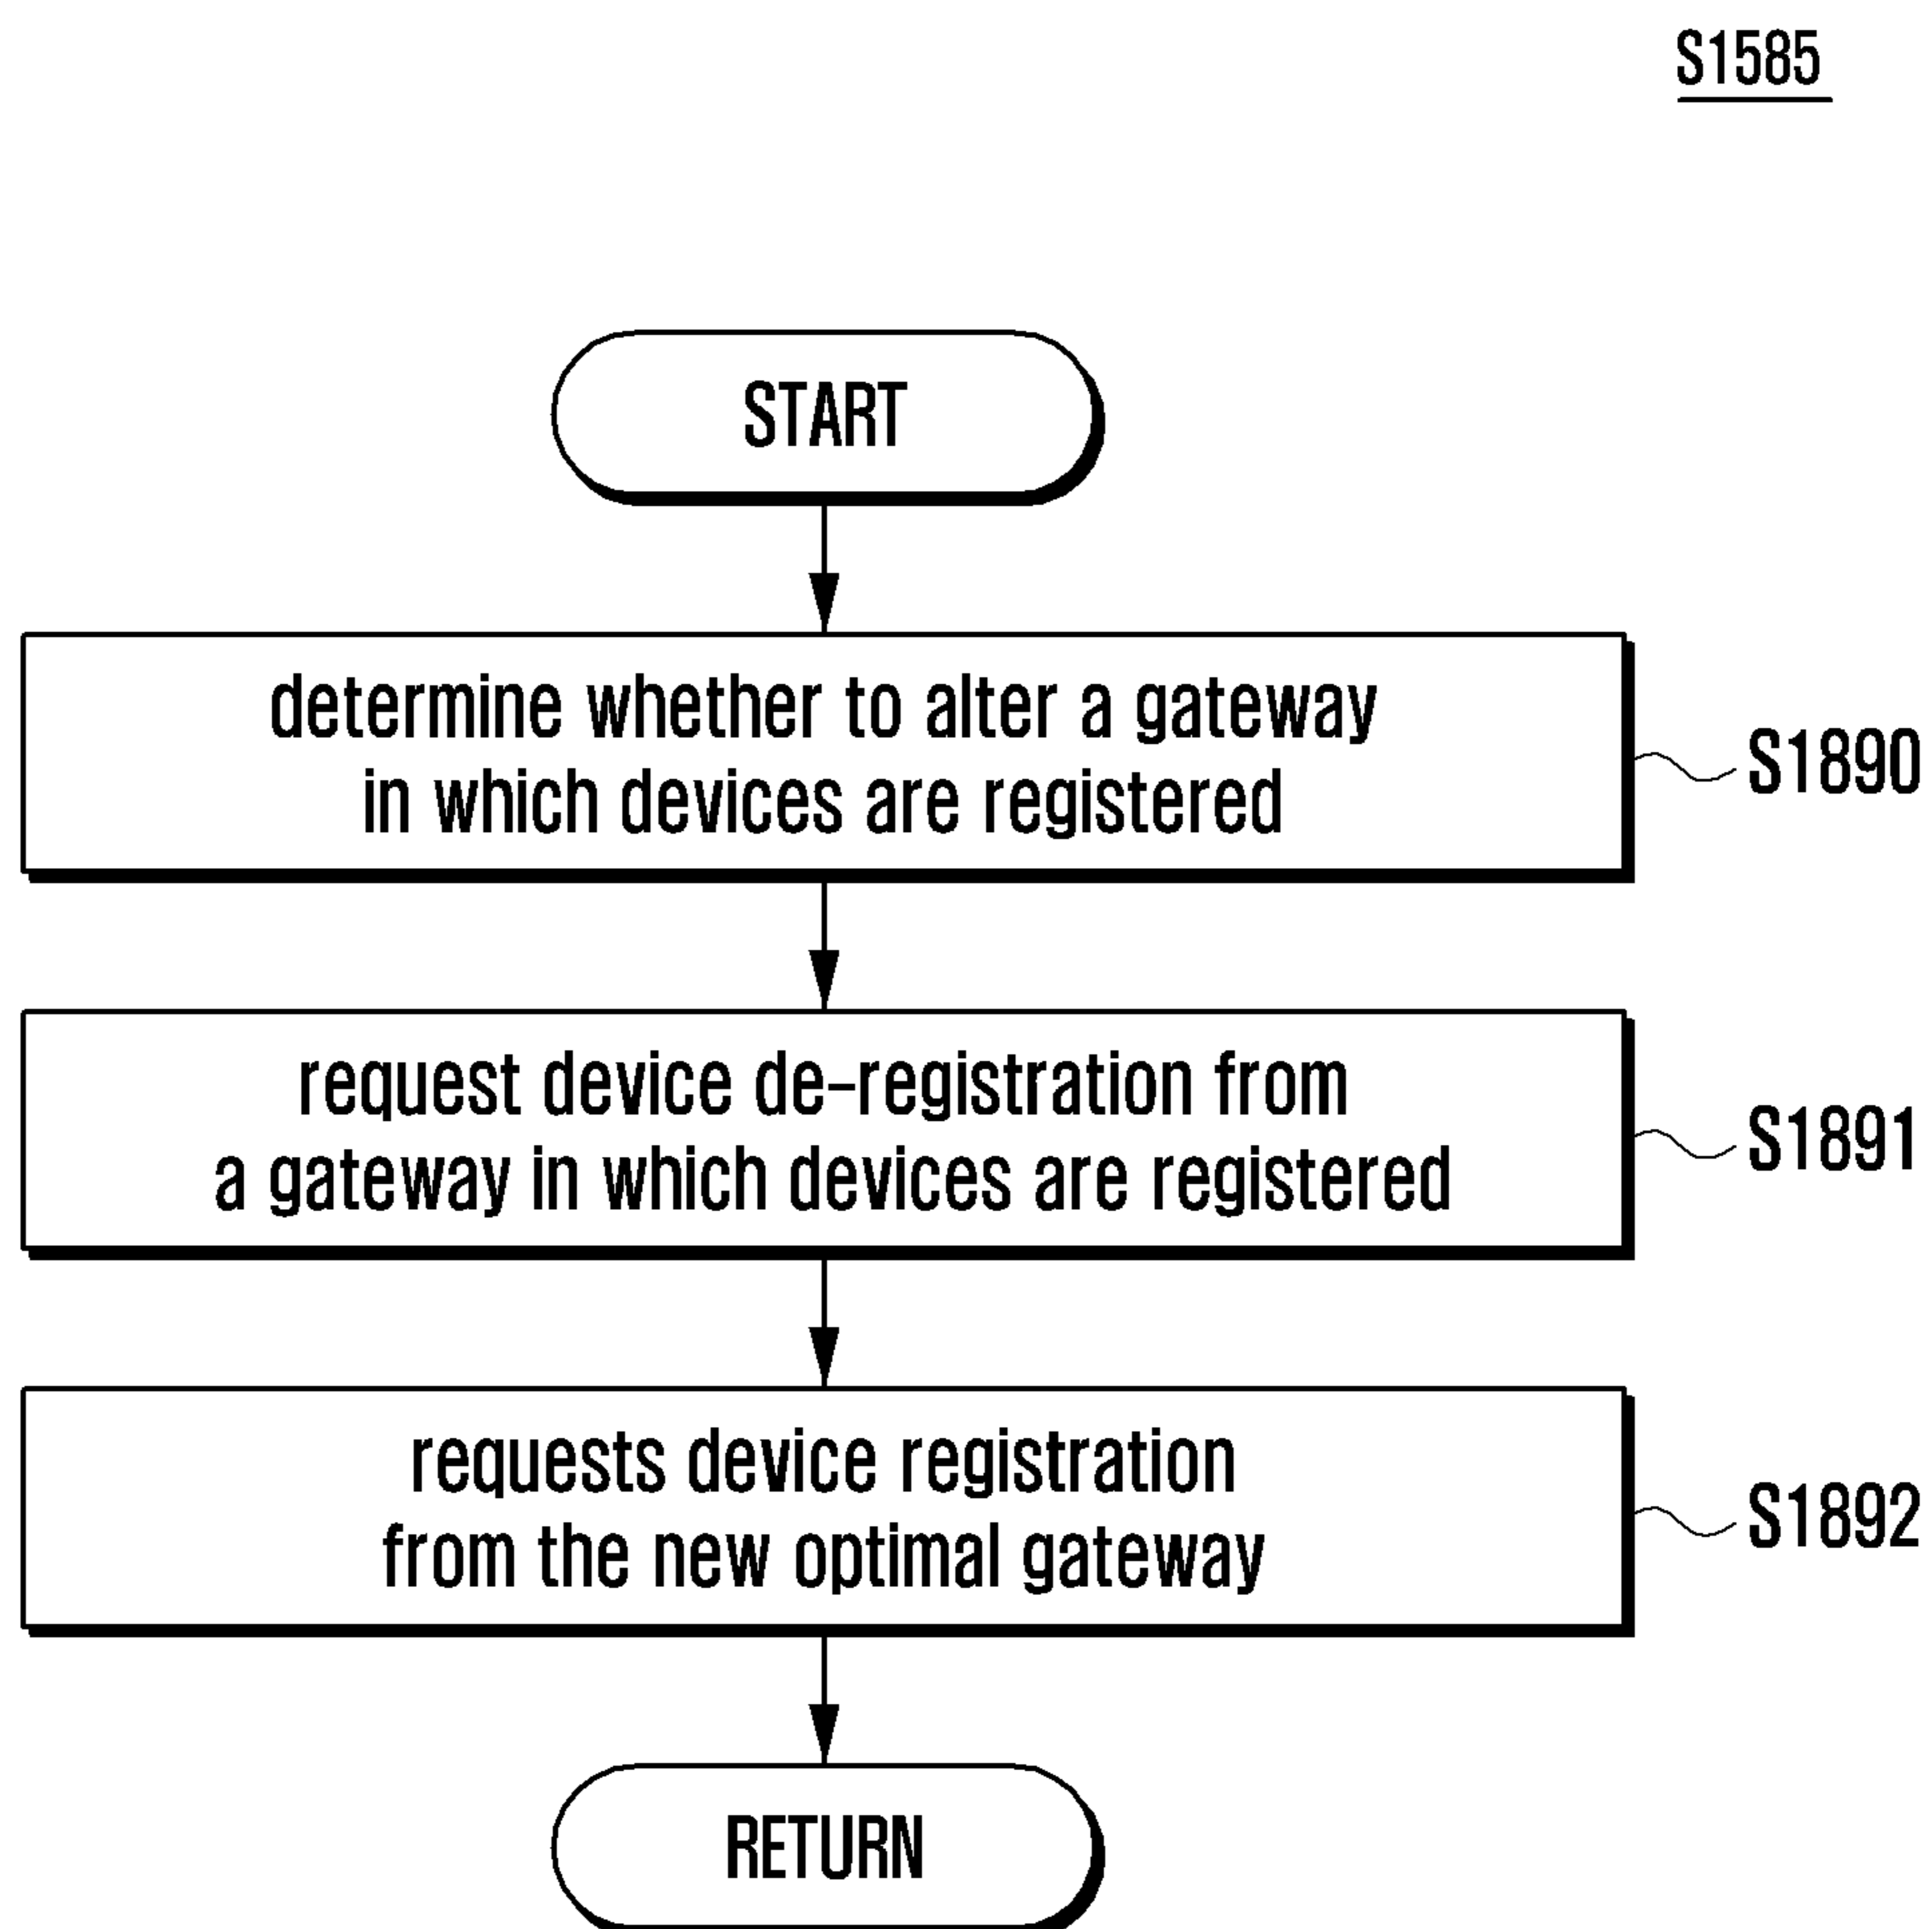 S1585
START
determine whether to alter a gateway
in which devices are registered
S1890
request device de-registration from
a gateway in which devices are registered
S1891
requests device registration
from the new optimal gateway
S1892
RETURN